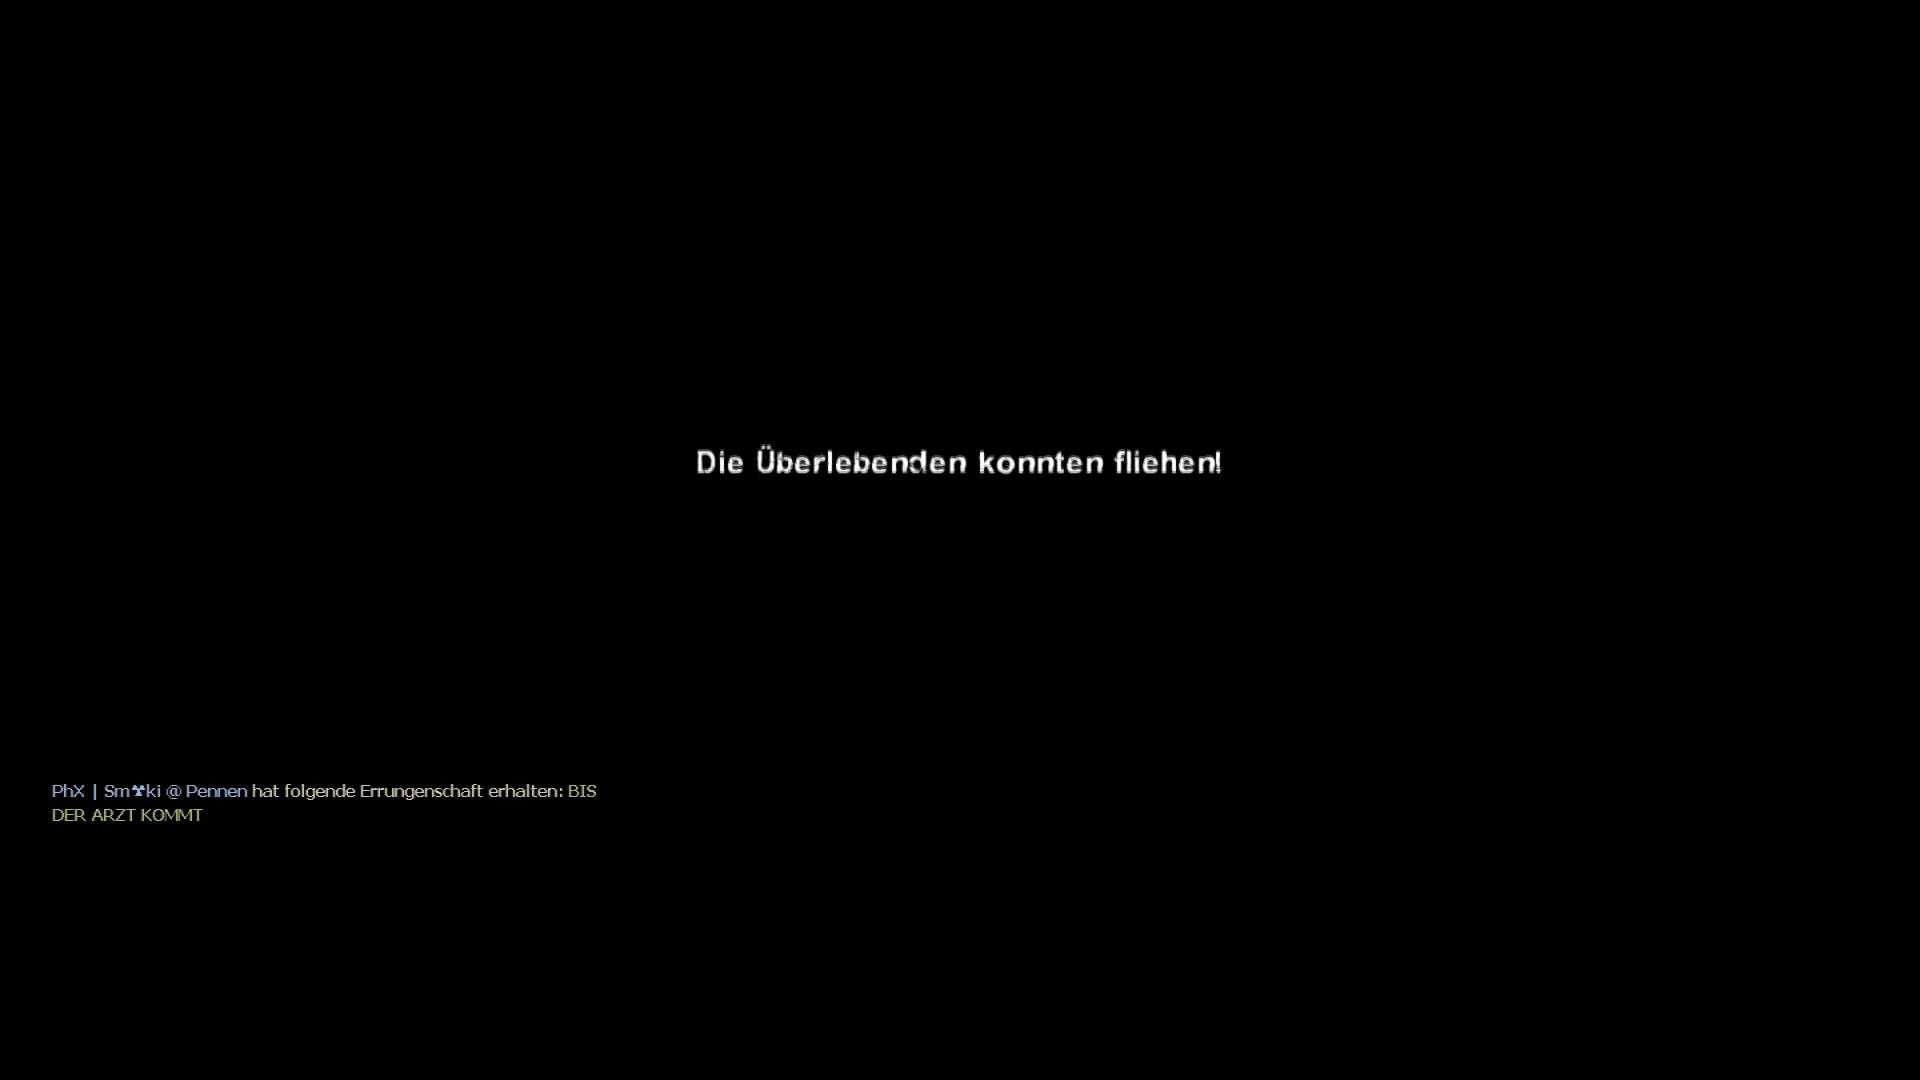 Die Überlebenden konnten fliehen!
PhX | Sm☢ki @ Pennen hat folgende Errungenschaft erhalten: BIS
DER ARZT KOMMT